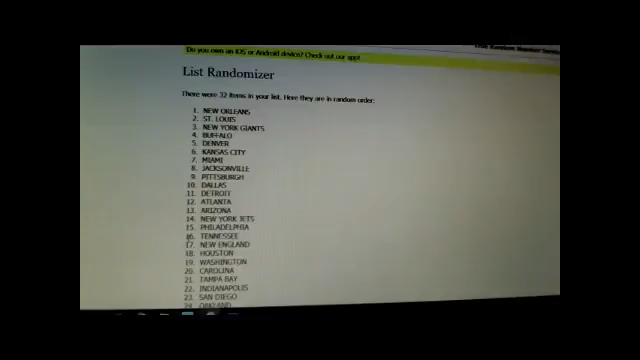 Do you own an iOS or Android device? Check out our app!
List Randomizer
There were 32 items in your list. Here they are in random order:
1. NEW ORLEANS
2. ST. LOUIS
3. NEW YORK GIANTS
4. BUFFALO
5. DENVER
6. KANSAS CITY
7. MIAMI
8. JACKSONVILLE
9. PITTSBURGH
10. DALLAS
11. DETROIT
12. ATLANTA
13. ARIZONA
14. NEW YORK JETS
15. PHILADELPHIA
16. TENNESSEE
17. NEW ENGLAND
18. HOUSTON
19. WASHINGTON
20. CAROLINA
21. TAMPA BAY
22. INDIANAPOLIS
23. SAN DIEGO
24. OAKLAND